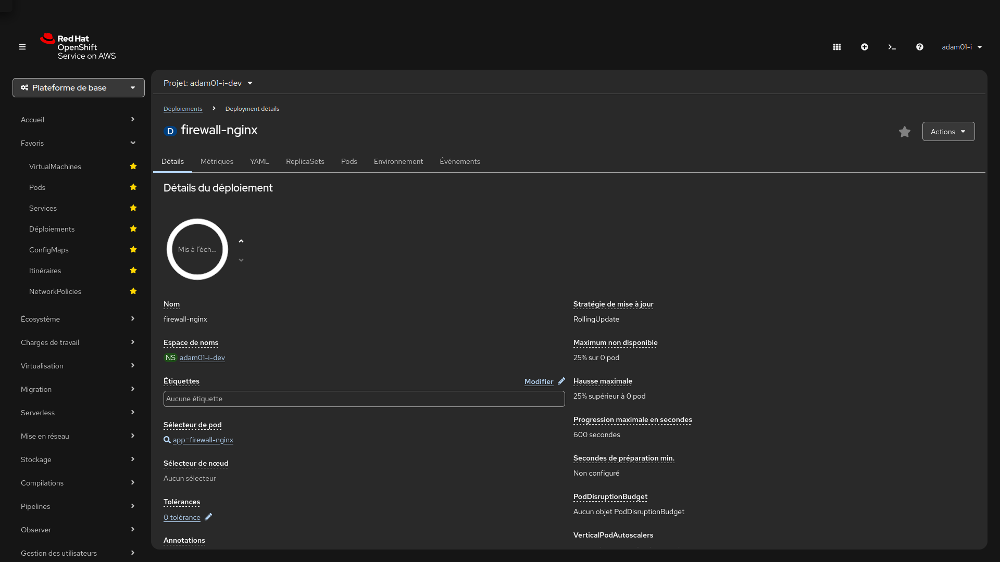 Red Hat
OpenShift
Service on AWS
adam01-i
Plateforme de base
Accueil
Favoris
VirtualMachines
Pods
Services
Déploiements
ConfigMaps
Itinéraires
NetworkPolicies
Écosystème
Charges de travail
Virtualisation
Migration
Serverless
Mise en réseau
Stockage
Compilations
Pipelines
Observer
Gestion des utilisateurs
Projet: adam01-i-dev
Déploiements
Deployment détails
D firewall-nginx
Actions
Détails Métriques YAML ReplicaSets Pods Environnement Événements
Détails du déploiement
Mis à l’éch...
Nom
firewall-nginx
Espace de noms
NS adam01-i-dev
Étiquettes
Modifier
Aucune étiquette
Sélecteur de pod
app=firewall-nginx
Sélecteur de nœud
Aucun sélecteur
Tolérances
0 tolérance
Annotations
Stratégie de mise à jour
RollingUpdate
Maximum non disponible
25% sur 0 pod
Hausse maximale
25% supérieur à 0 pod
Progression maximale en secondes
600 secondes
Secondes de préparation min.
Non configuré
PodDisruptionBudget
Aucun objet PodDisruptionBudget
VerticalPodAutoscalers